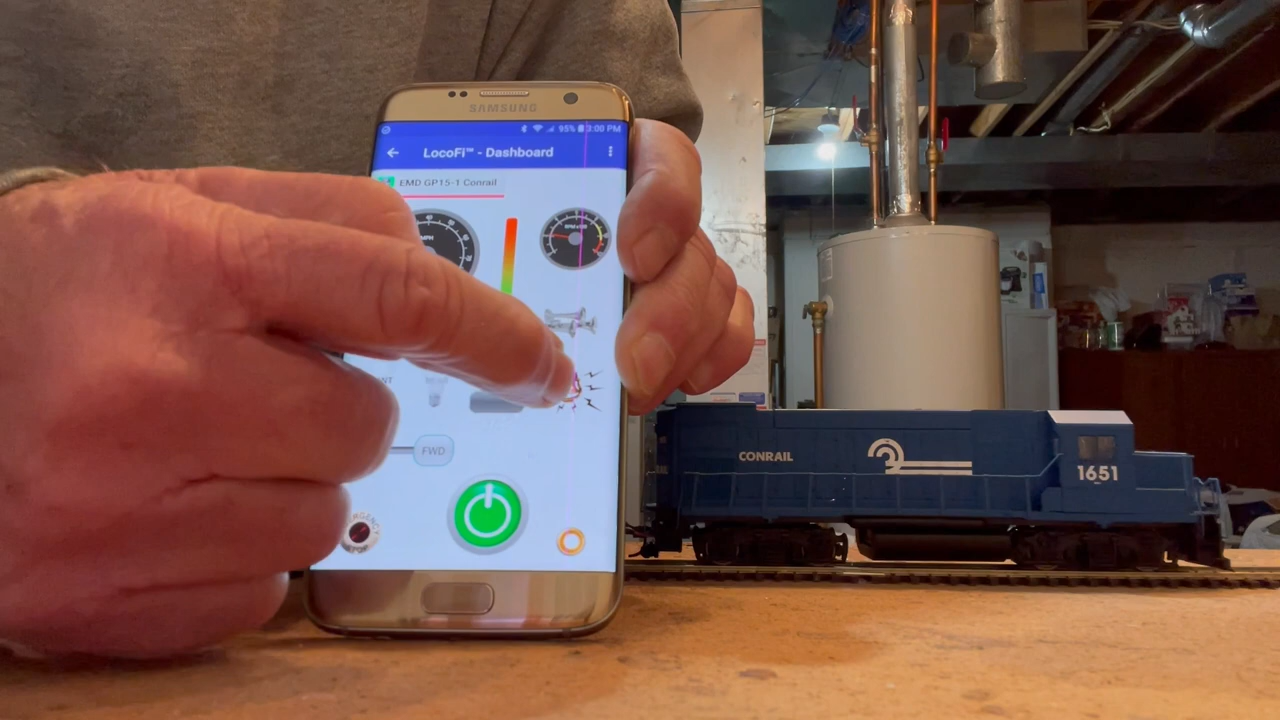 SAMSUNG
95% 3:00 PM
LocoFi™ - Dashboard
EMD GP15-1 Conrail
MPH
FWD
CONRAIL
1651